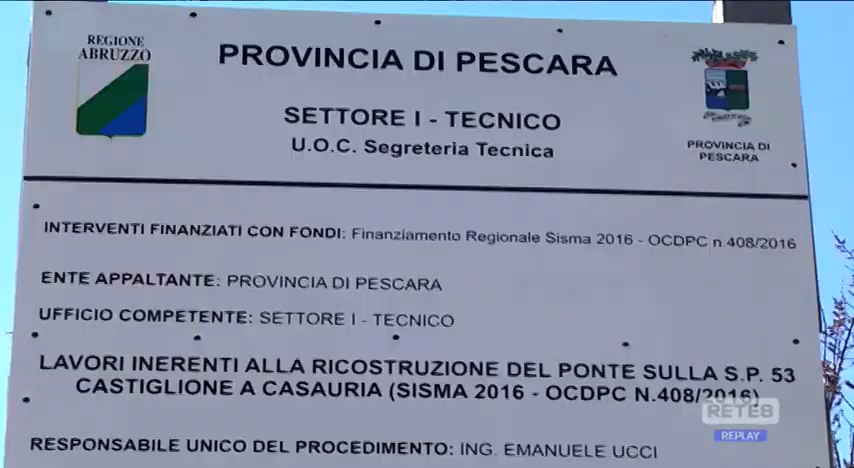 REGIONE
ABRUZZO
PROVINCIA DI PESCARA
SETTORE I - TECNICO
U.O.C. Segreteria Tecnica
PROVINCIA DI
PESCARA
INTERVENTI FINANZIATI CON FONDI: Finanziamento Regionale Sisma 2016 - OCDPC n.408/2016
ENTE APPALTANTE: PROVINCIA DI PESCARA
UFFICIO COMPETENTE: SETTORE I - TECNICO
LAVORI INERENTI ALLA RICOSTRUZIONE DEL PONTE SULLA S.P. 53
CASTIGLIONE A CASAURIA (SISMA 2016 - OCDPC N.408/2016)
RETE8
REPLAY
RESPONSABILE UNICO DEL PROCEDIMENTO: ING. EMANUELE UCCI